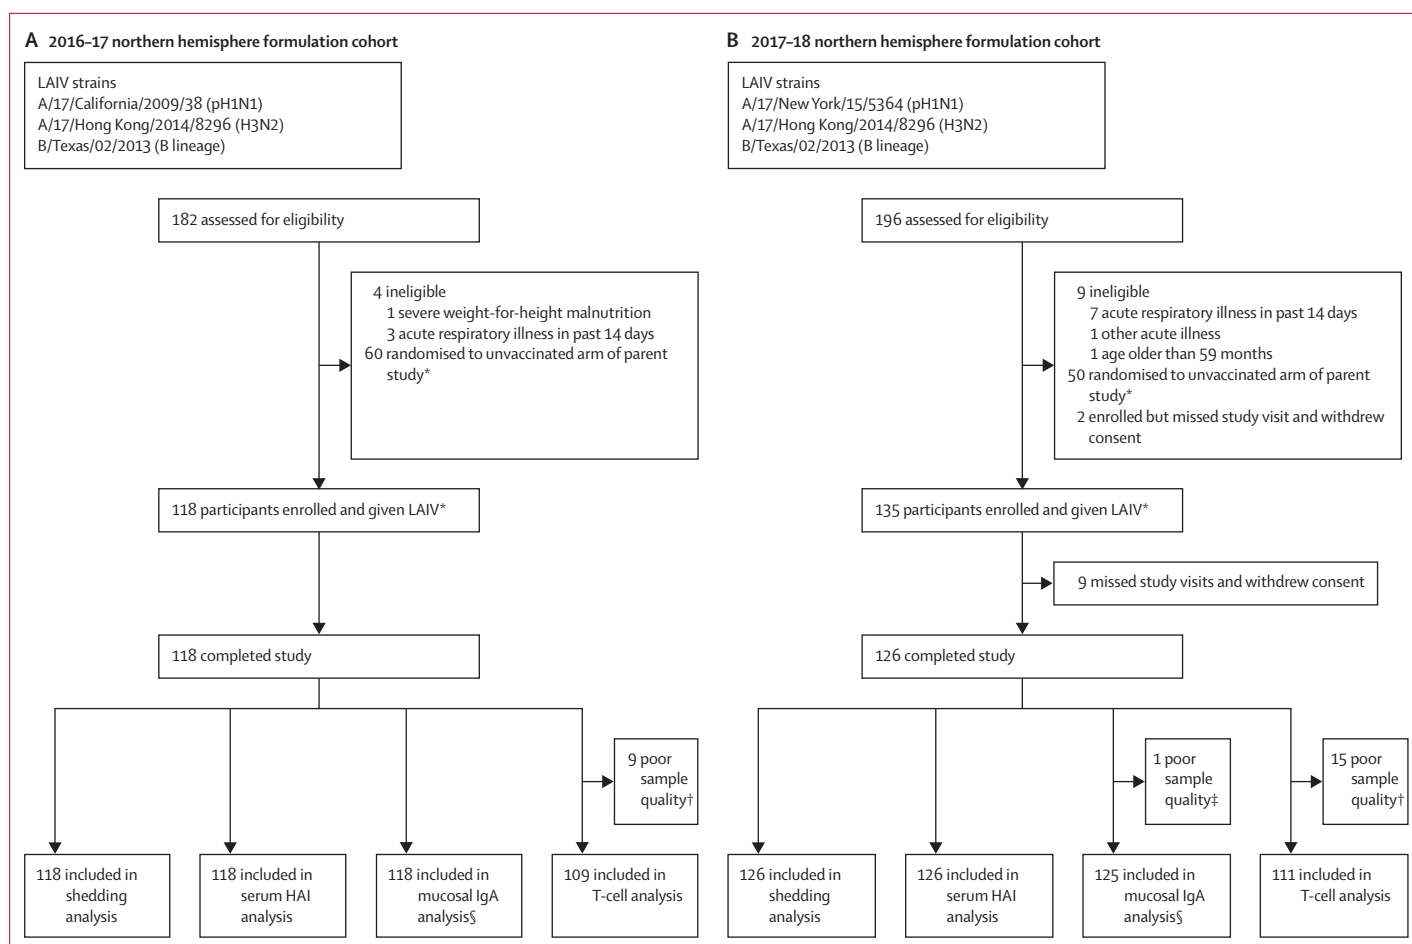 A 2016–17 northern hemisphere formulation cohort
LAIV strains
A/17/California/2009/38 (pH1N1)
A/17/Hong Kong/2014/8296 (H3N2)
B/Texas/02/2013 (B lineage)
182 assessed for eligibility
4 ineligible
1 severe weight-for-height malnutrition
3 acute respiratory illness in past 14 days
60 randomised to unvaccinated arm of parent
study*
118 participants enrolled and given LAIV*
118 completed study
9 poor
sample
quality†
118 included in
shedding
analysis
118 included in
serum HAI
analysis
118 included in
mucosal IgA
analysis§
109 included in
T-cell analysis
B 2017–18 northern hemisphere formulation cohort
LAIV strains
A/17/New York/15/5364 (pH1N1)
A/17/Hong Kong/2014/8296 (H3N2)
B/Texas/02/2013 (B lineage)
196 assessed for eligibility
9 ineligible
7 acute respiratory illness in past 14 days
1 other acute illness
1 age older than 59 months
50 randomised to unvaccinated arm of parent
study*
2 enrolled but missed study visit and withdrew
consent
135 participants enrolled and given LAIV*
9 missed study visits and withdrew consent
126 completed study
1 poor
sample
quality‡
15 poor
sample
quality†
126 included in
shedding
analysis
126 included in
serum HAI
analysis
125 included in
mucosal IgA
analysis§
111 included in
T-cell analysis